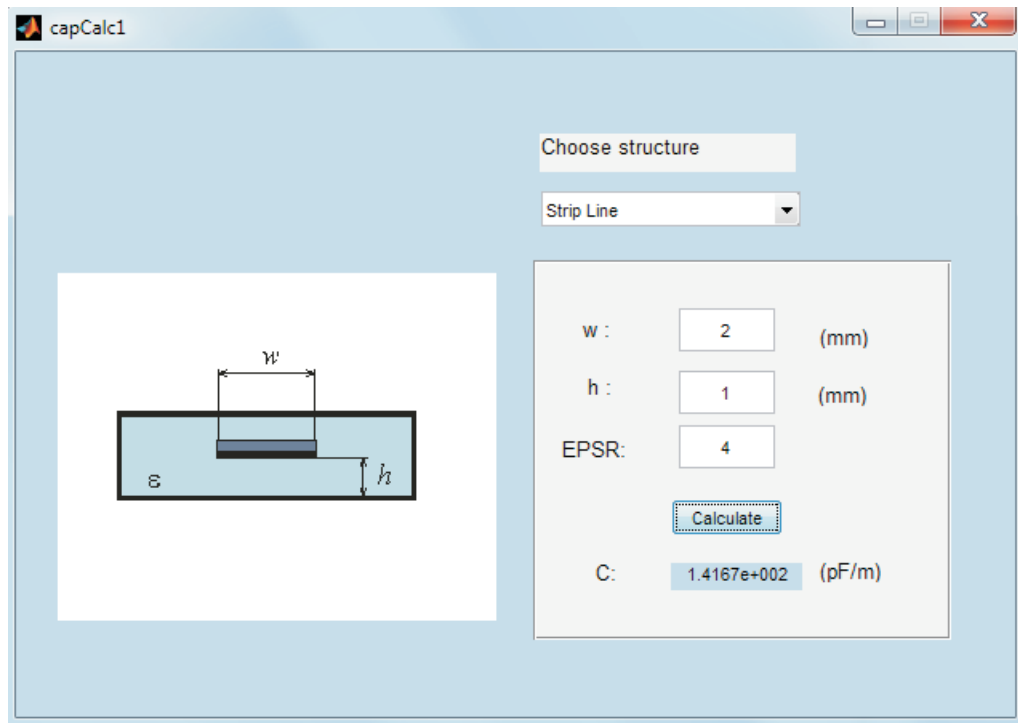 capCalc1
Choose structure
Strip Line
w
h
ε
w : 2 (mm)
h : 1 (mm)
EPSR: 4
Calculate
C: 1.4167e+002 (pF/m)